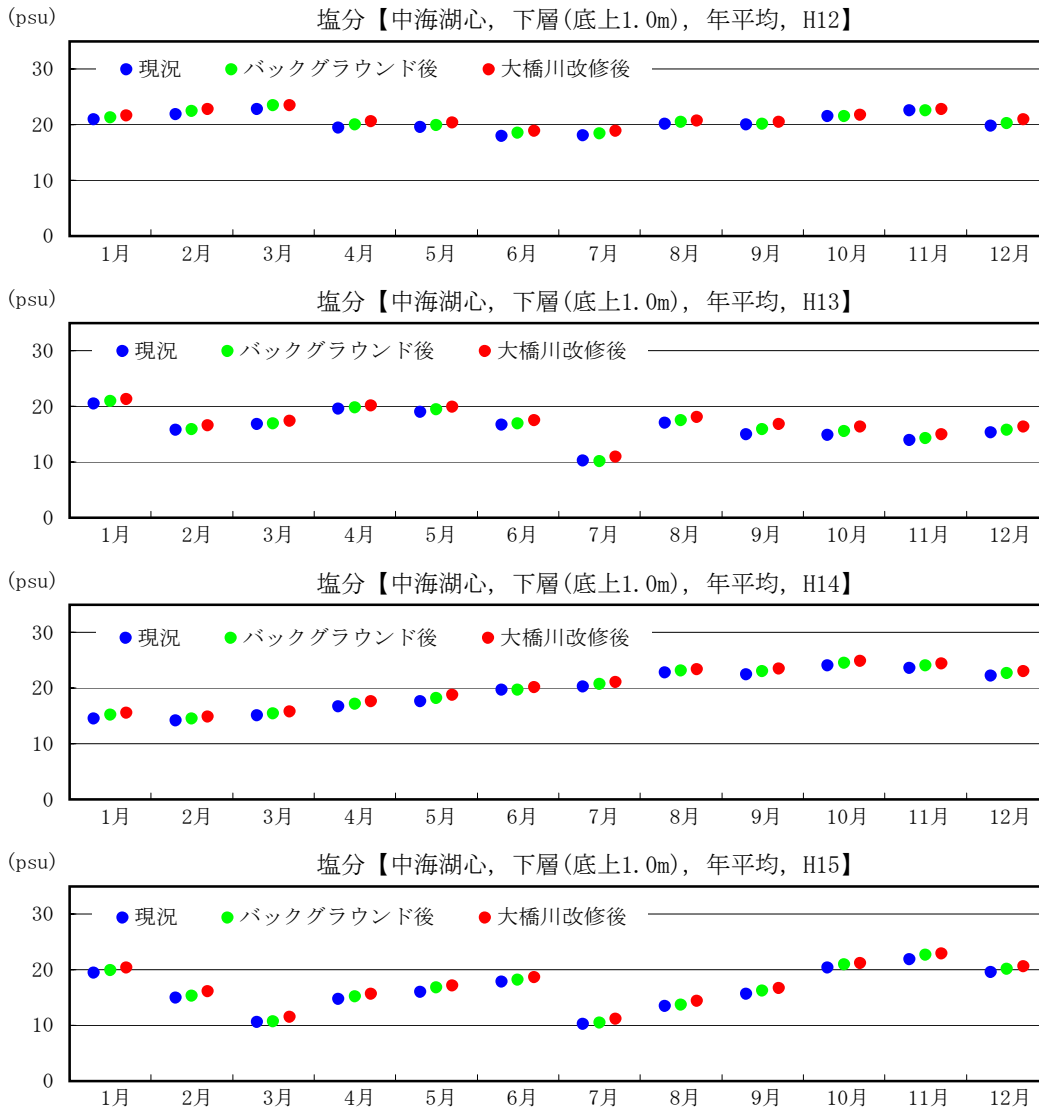 (psu) 塩分【中海湖心, 下層(底上1.0m), 年平均, H12】
30 現況 バックグラウンド後 大橋川改修後
20
10
0
1月 2月 3月 4月 5月 6月 7月 8月 9月 10月 11月 12月
(psu) 塩分【中海湖心, 下層(底上1.0m), 年平均, H13】
30 現況 バックグラウンド後 大橋川改修後
20
10
0
1月 2月 3月 4月 5月 6月 7月 8月 9月 10月 11月 12月
(psu) 塩分【中海湖心, 下層(底上1.0m), 年平均, H14】
30 現況 バックグラウンド後 大橋川改修後
20
10
0
1月 2月 3月 4月 5月 6月 7月 8月 9月 10月 11月 12月
(psu) 塩分【中海湖心, 下層(底上1.0m), 年平均, H15】
30 現況 バックグラウンド後 大橋川改修後
20
10
0
1月 2月 3月 4月 5月 6月 7月 8月 9月 10月 11月 12月